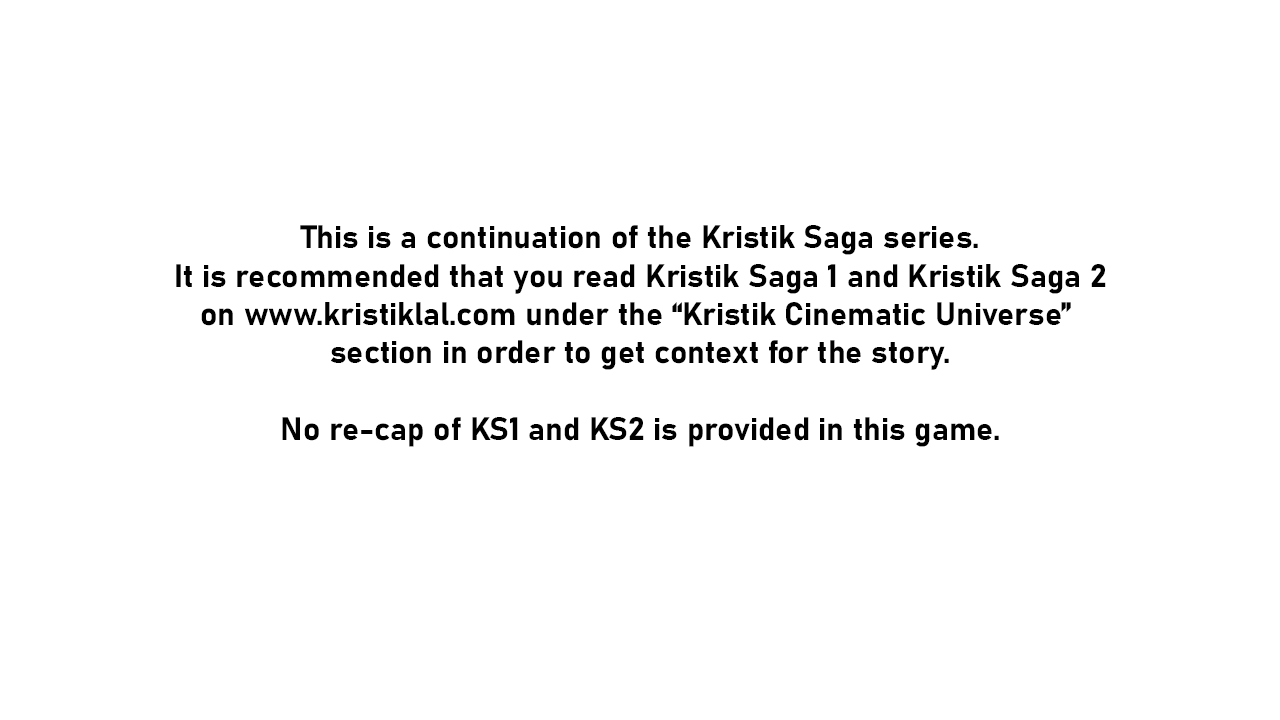 This is a continuation of the Kristik Saga series.
It is recommended that you read Kristik Saga 1 and Kristik Saga 2
on www.kristiklal.com under the “Kristik Cinematic Universe”
section in order to get context for the story.
No re-cap of KS1 and KS2 is provided in this game.